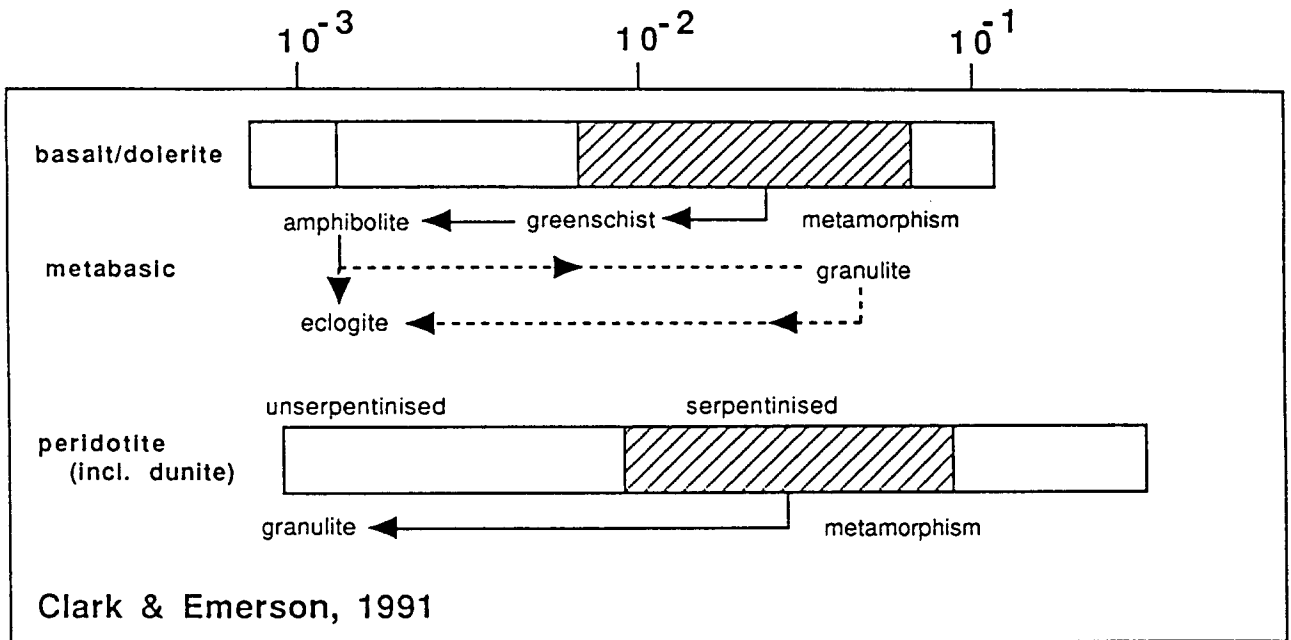 10-3 10-2 10-1
basalt/dolerite
amphibolite greenschist metamorphism
metabasic granulite
eclogite
unserpentinised serpentinised
peridotite
(incl. dunite)
granulite metamorphism
Clark & Emerson, 1991